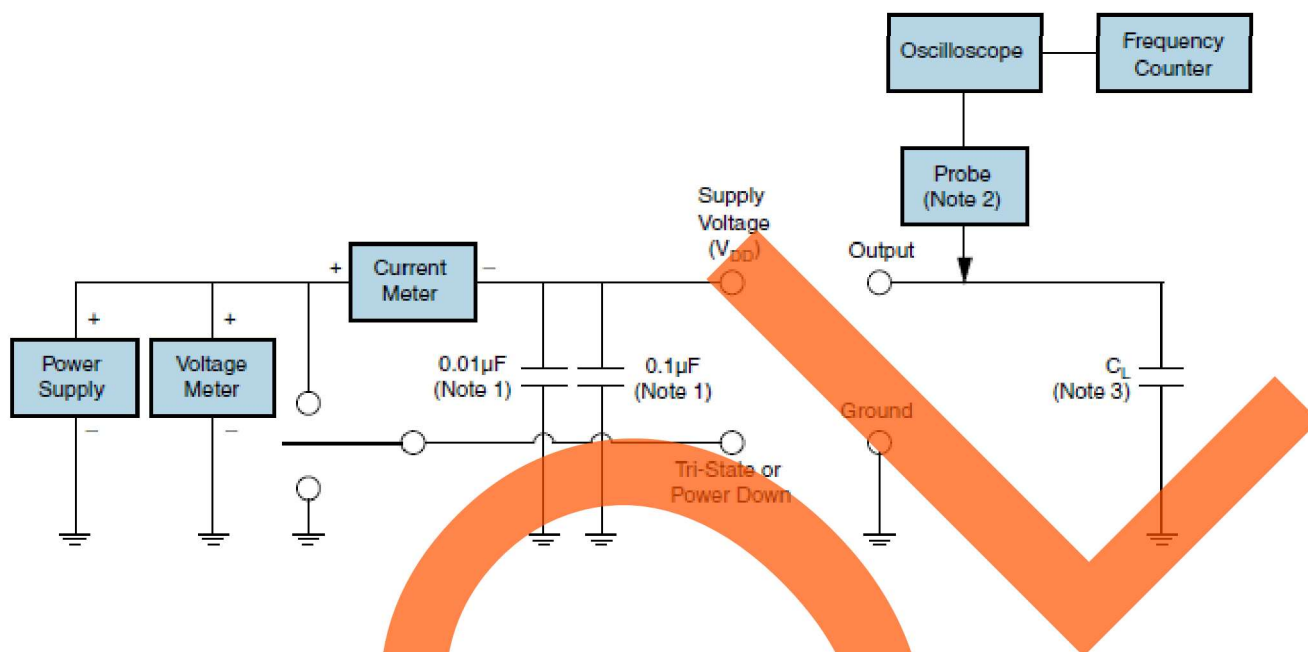 Oscilloscope
Frequency
Counter
Probe
(Note 2)
Supply
Voltage
(VDD)
Output
+
Current
Meter
–
+
Power
Supply
–
+
Voltage
Meter
–
0.01µF
(Note 1)
0.1µF
(Note 1)
CL
(Note 3)
Ground
Tri-State or
Power Down